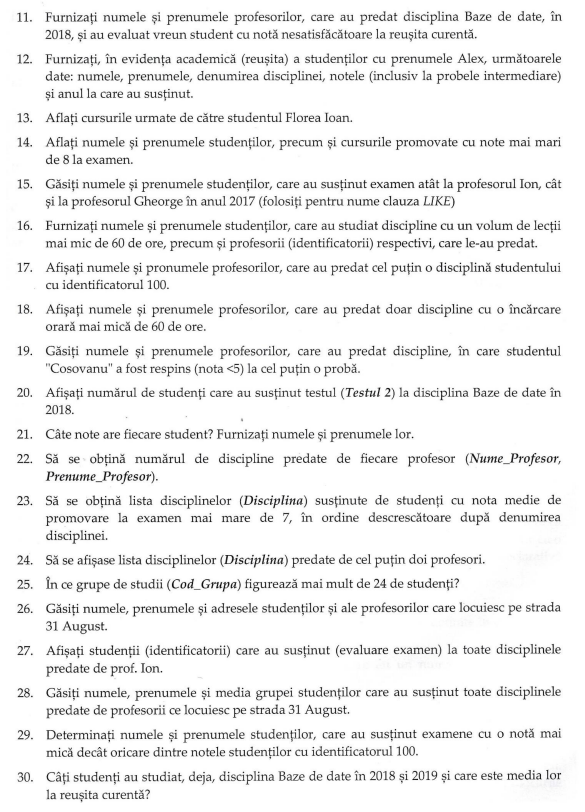 11. Furnizați numele și prenumele profesorilor, care au predat disciplina Baze de date, în
2018, și au evaluat vreun student cu notă nesatisfăcătoare la reușita curentă.
12. Furnizați, în evidența academică (reușita) a studenților cu prenumele Alex, următoarele
date: numele, prenumele, denumirea disciplinei, notele (inclusiv la probele intermediare)
și anul la care au susținut.
13. Aflați cursurile urmate de către studentul Florea Ioan.
14. Aflați numele și prenumele studenților, precum și cursurile promovate cu note mai mari
de 8 la examen.
15. Găsiți numele și prenumele studenților, care au susținut examen atât la profesorul Ion, cât
și la profesorul Gheorge în anul 2017 (folosiți pentru nume clauza LIKE)
16. Furnizați numele și prenumele studenților, care au studiat discipline cu un volum de lecții
mai mic de 60 de ore, precum și profesorii (identificatorii) respectivi, care le-au predat.
17. Afișați numele și pronumele profesorilor, care au predat cel puțin o disciplină studentului
cu identificatorul 100.
18. Afișați numele și prenumele profesorilor, care au predat doar discipline cu o încărcare
orară mai mică de 60 de ore.
19. Găsiți numele și prenumele profesorilor, care au predat discipline, în care studentul
"Cosovanu" a fost respins (nota <5) la cel puțin o probă.
20. Afișați numărul de studenți care au susținut testul (Testul 2) la disciplina Baze de date în
2018.
21. Câte note are fiecare student? Furnizați numele și prenumele lor.
22. Să se obțină numărul de discipline predate de fiecare profesor (Nume_Profesor,
Prenume_Profesor).
23. Să se obțină lista disciplinelor (Disciplina) susținute de studenți cu nota medie de
promovare la examen mai mare de 7, în ordine descrescătoare după denumirea
disciplinei.
24. Să se afișase lista disciplinelor (Disciplina) predate de cel puțin doi profesori.
25. În ce grupe de studii (Cod_Grupa) figurează mai mult de 24 de studenți?
26. Găsiți numele, prenumele și adresele studenților și ale profesorilor care locuiesc pe strada
31 August.
27. Afișați studenții (identificatorii) care au susținut (evaluare examen) la toate disciplinele
predate de prof. Ion.
28. Găsiți numele, prenumele și media grupei studenților care au susținut toate disciplinele
predate de profesorii ce locuiesc pe strada 31 August.
29. Determinați numele și prenumele studenților, care au susținut examene cu o notă mai
mică decât oricare dintre notele studenților cu identificatorul 100.
30. Câți studenți au studiat, deja, disciplina Baze de date în 2018 și 2019 și care este media lor
la reușita curentă?